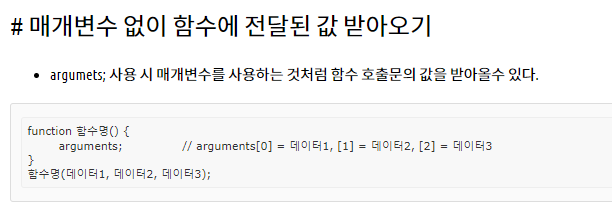 # 매개변수 없이 함수에 전달된 값 받아오기
• argumets; 사용 시 매개변수를 사용하는 것처럼 함수 호출문의 값을 받아올수 있다.
function 함수명() {
arguments; // arguments[0] = 데이터1, [1] = 데이터2, [2] = 데이터3
}
함수명(데이터1, 데이터2, 데이터3);